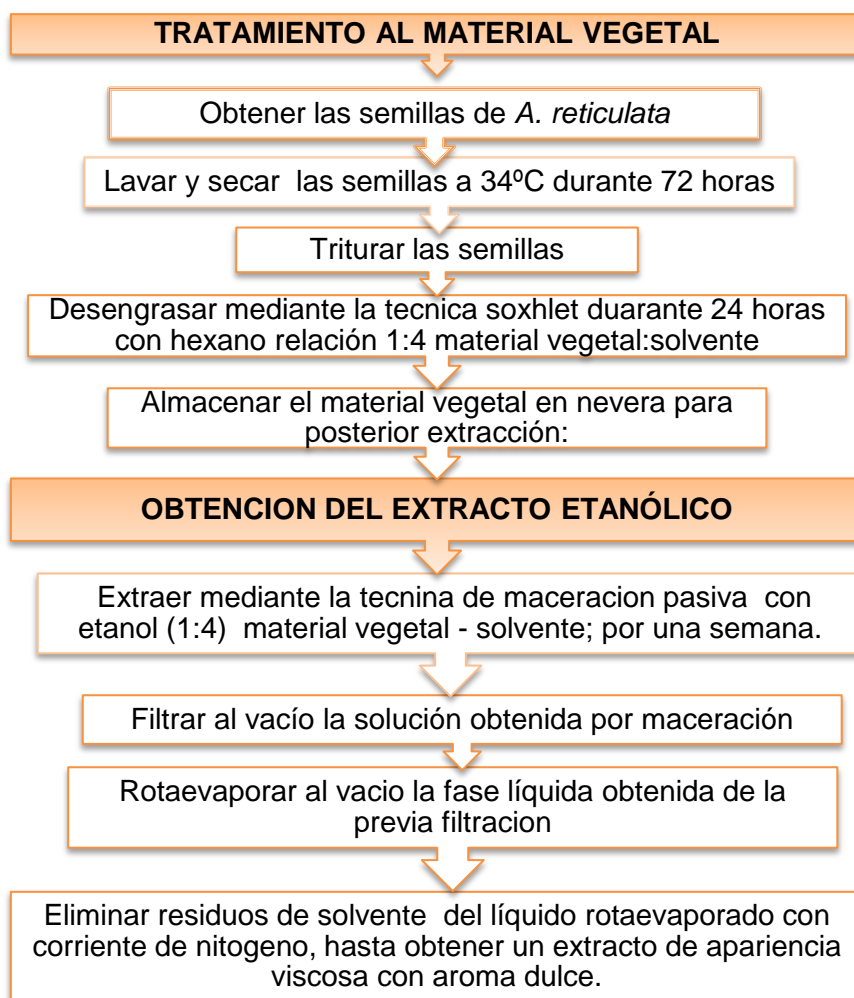 TRATAMIENTO AL MATERIAL VEGETAL
Obtener las semillas de A. reticulata
Lavar y secar las semillas a 34ºC durante 72 horas
Triturar las semillas
Desengrasar mediante la tecnica soxhlet duarante 24 horas
con hexano relación 1:4 material vegetal:solvente
Almacenar el material vegetal en nevera para
posterior extracción:
OBTENCION DEL EXTRACTO ETANÓLICO
Extraer mediante la tecnina de maceracion pasiva con
etanol (1:4) material vegetal - solvente; por una semana.
Filtrar al vacío la solución obtenida por maceración
Rotaevaporar al vacio la fase líquida obtenida de la
previa filtracion
Eliminar residuos de solvente del líquido rotaevaporado con
corriente de nitogeno, hasta obtener un extracto de apariencia
viscosa con aroma dulce.